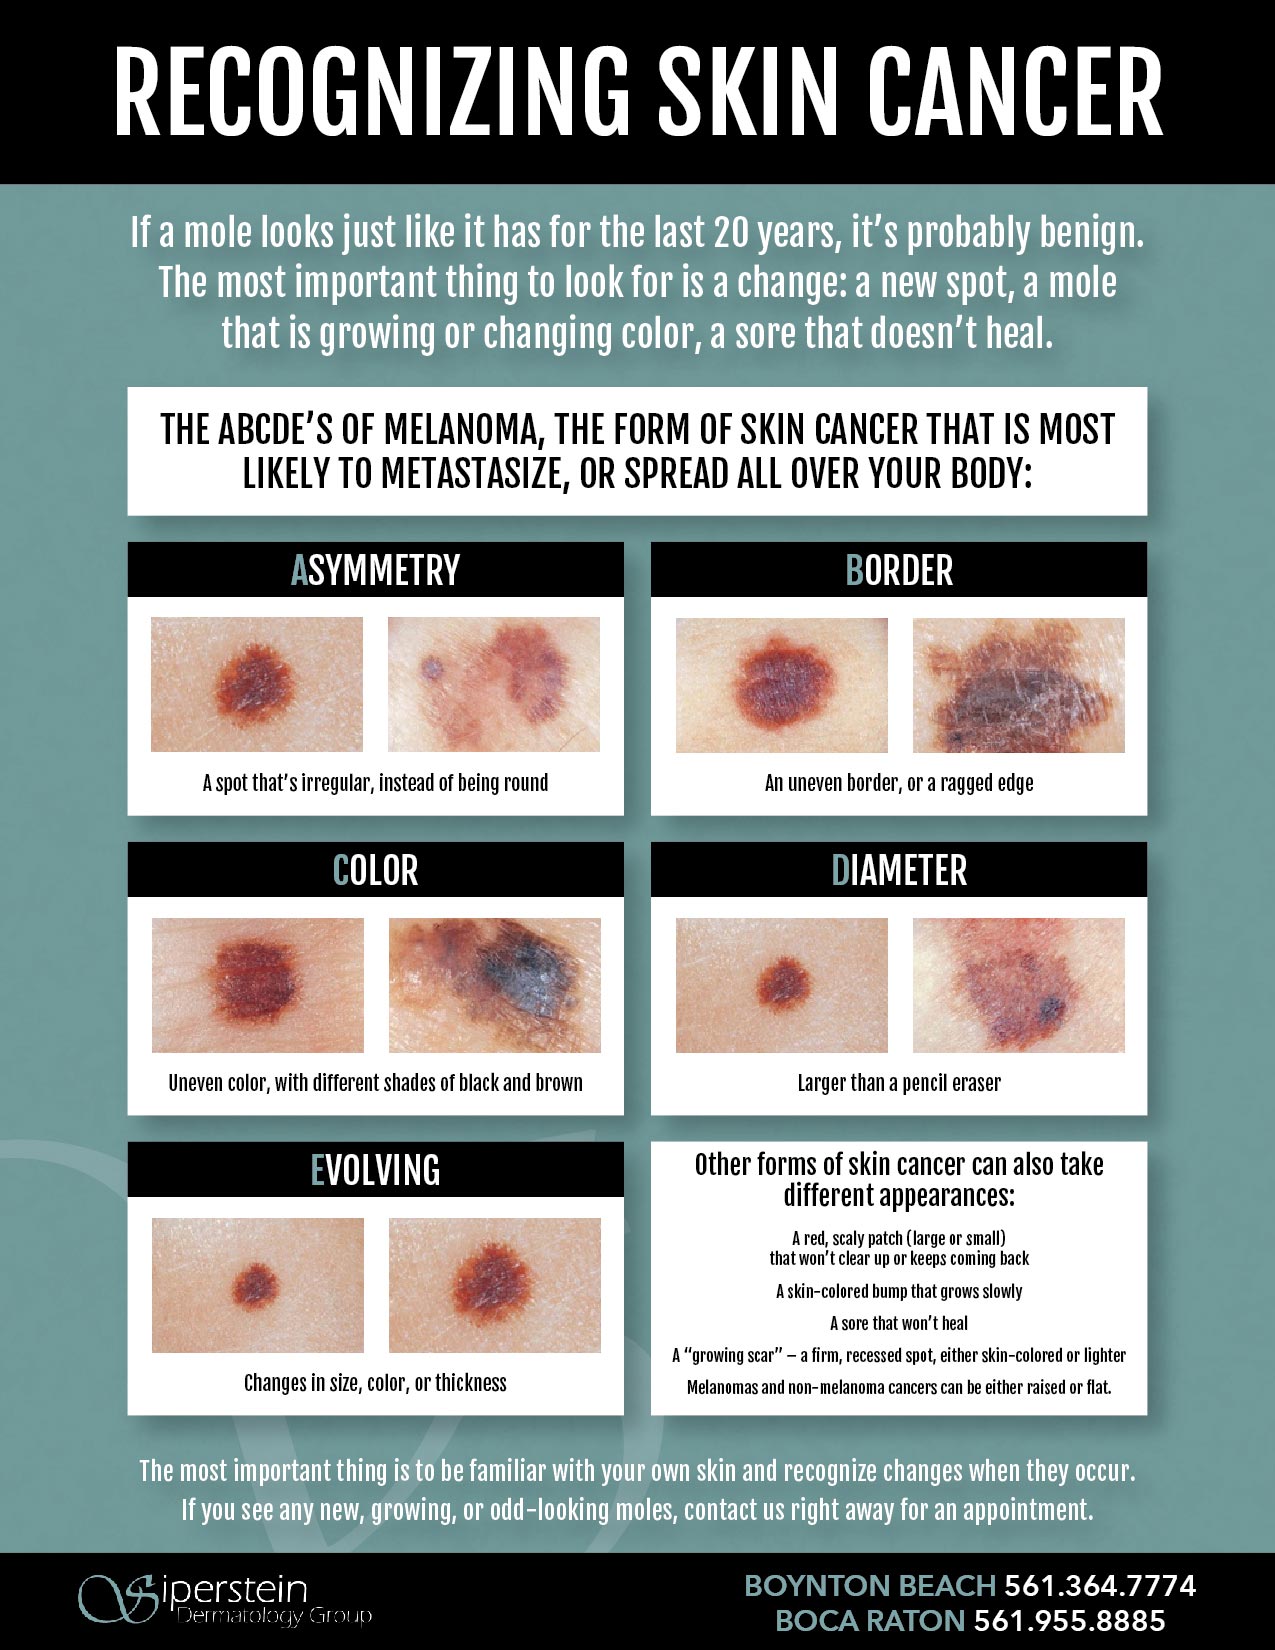 RECOGNIZING SKIN CANCER
If a mole looks just like it has for the last 20 years, it's probably benign.
The most important thing to look for is a change: a new spot, a mole
that is growing or changing color, a sore that doesn't heal.
THE ABCDE'S OF MELANOMA, THE FORM OF SKIN CANCER THAT IS MOST
LIKELY TO METASTASIZE, OR SPREAD ALL OVER YOUR BODY:
ASYMMETRY
A spot that's irregular, instead of being round
BORDER
An uneven border, or a ragged edge
COLOR
Uneven color, with different shades of black and brown
DIAMETER
Larger than a pencil eraser
EVOLVING
Changes in size, color, or thickness
Other forms of skin cancer can also take
different appearances:
A red, scaly patch (large or small)
that won't clear up or keeps coming back
A skin-colored bump that grows slowly
A sore that won't heal
A “growing scar” – a firm, recessed spot, either skin-colored or lighter
Melanomas and non-melanoma cancers can be either raised or flat.
The most important thing is to be familiar with your own skin and recognize changes when they occur.
If you see any new, growing, or odd-looking moles, contact us right away for an appointment.
Siperstein
Dermatology Group
BOYNTON BEACH 561.364.7774
BOCA RATON 561.955.8885